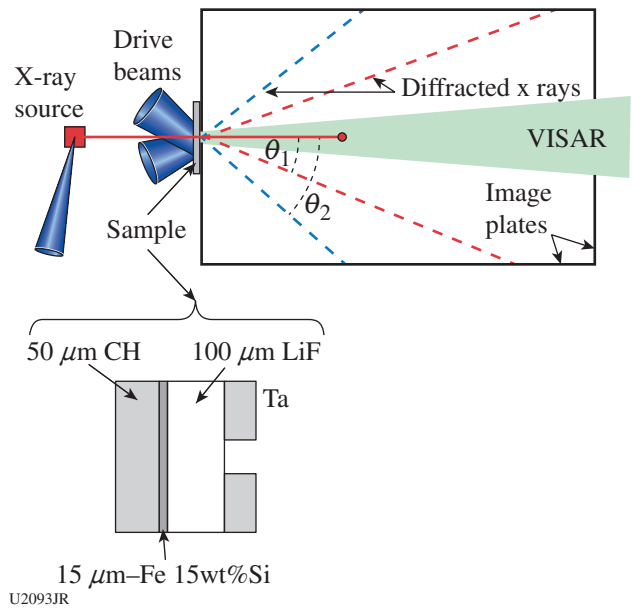 Drive
beams
X-ray
source
Diffracted x rays
VISAR
θ1
θ2
Image
plates
Sample
50 μm CH
100 μm LiF
Ta
15 μm–Fe 15wt%Si
U2093JR